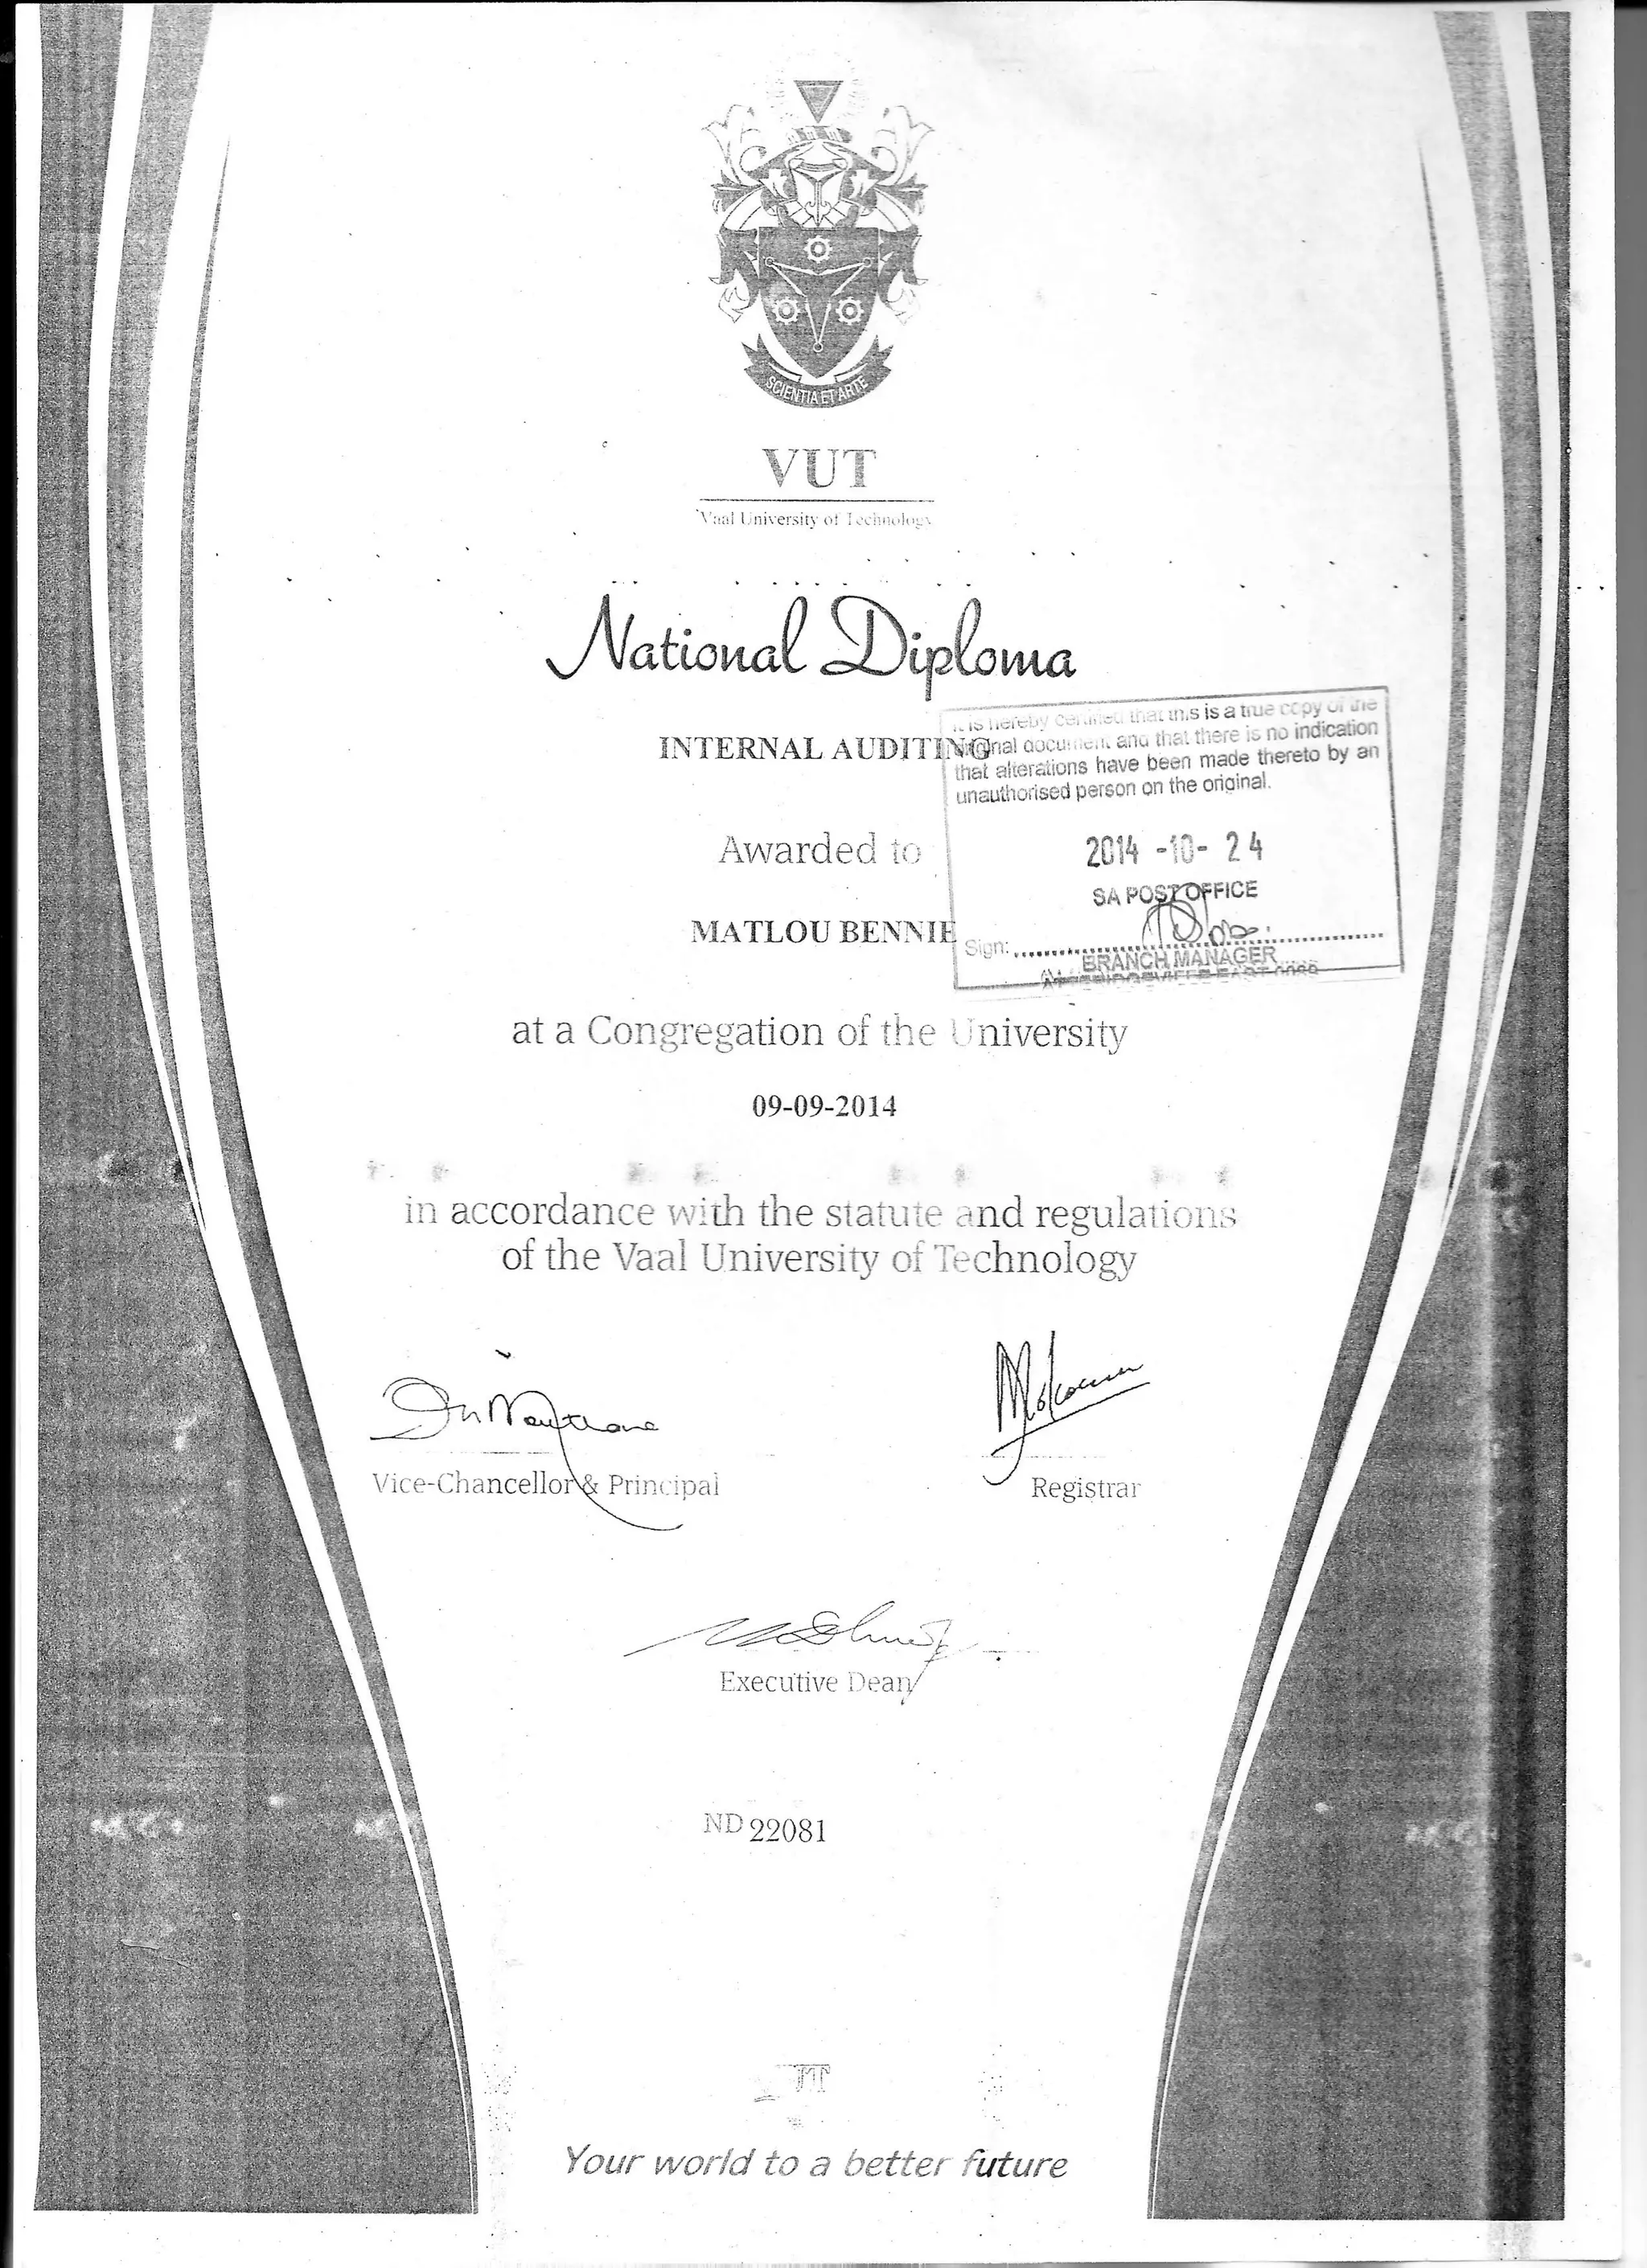 SCIENTIA ET ARTE
VUT
Vaal University of Technology
National Diploma
INTERNAL AUDITING
It is hereby certified that this is a true copy of the
original document and that there is no indication
that alterations have been made thereto by an
unauthorised person on the original.
Awarded to
2014 -10- 24
SA POST OFFICE
MATLOU BENNIE
Sign:
BRANCH MANAGER
at a Congregation of the University
09-09-2014
in accordance with the statute and regulations
of the Vaal University of Technology
Vice-Chancellor & Principal
Registrar
Executive Dean
ND 22081
Your world to a better future